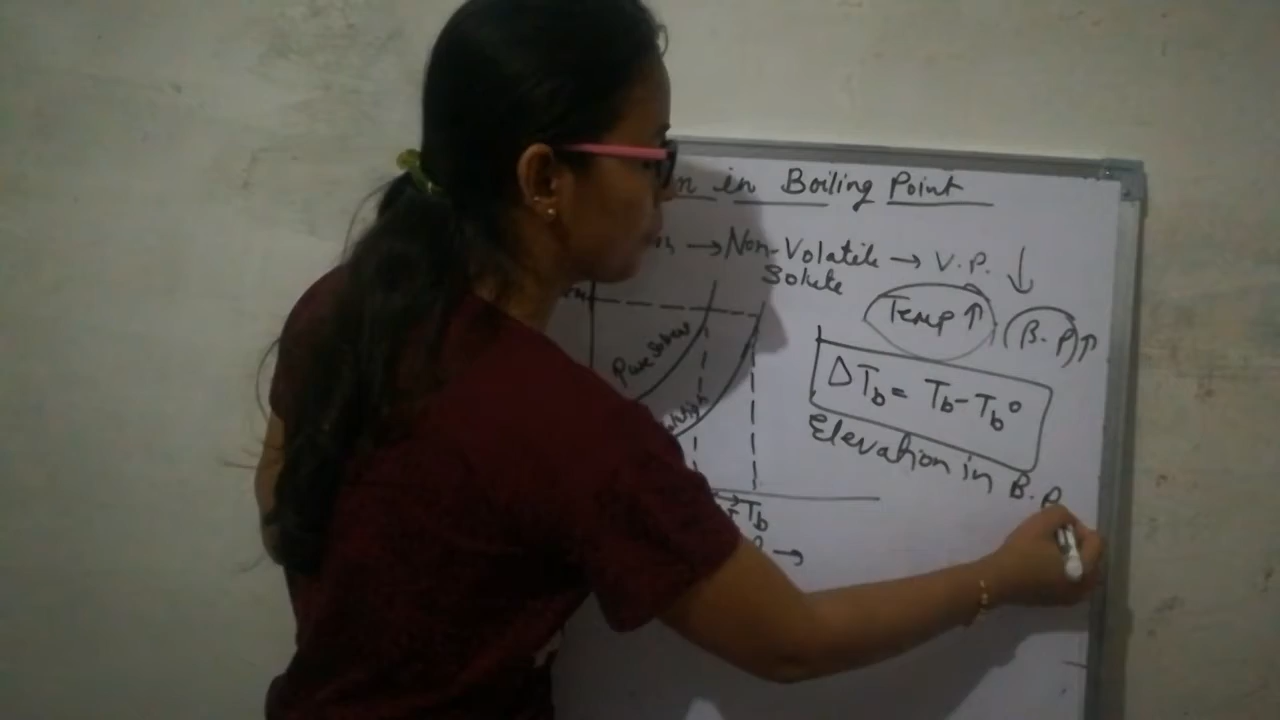 in Boiling Point
→ Non-Volatile → V.P. ↓
Solute
Temp ↑ (B.P) ↑
Pure Solvent
ΔTb = Tb - Tb°
Elevation in B.P
Tb
→